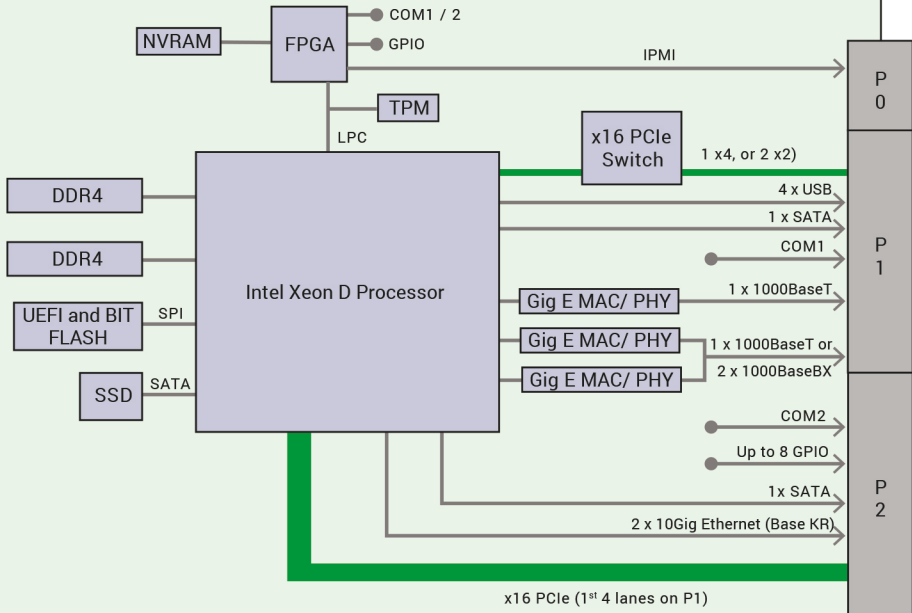 COM1 / 2
NVRAM
FPGA
GPIO
IPMI
P
0
TPM
LPC
x16 PCIe
Switch
1 x4, or 2 x2)
DDR4
4 x USB
1 x SATA
COM1
P
1
DDR4
Intel Xeon D Processor
Gig E MAC/ PHY
1 x 1000BaseT
UEFI and BIT
FLASH
SPI
Gig E MAC/ PHY
1 x 1000BaseT or
2 x 1000BaseBX
Gig E MAC/ PHY
SSD
SATA
COM2
Up to 8 GPIO
1x SATA
P
2
2 x 10Gig Ethernet (Base KR)
x16 PCIe (1st 4 lanes on P1)